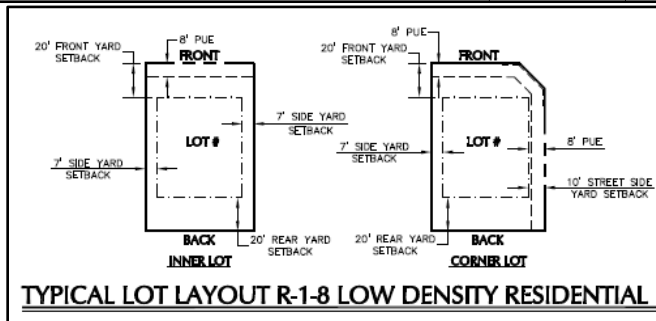 8' PUE
20' FRONT YARD
SETBACK
FRONT
7' SIDE YARD
SETBACK
LOT #
7' SIDE YARD
SETBACK
BACK
20' REAR YARD
SETBACK
INNER LOT
8' PUE
20' FRONT YARD
SETBACK
FRONT
LOT #
7' SIDE YARD
SETBACK
8' PUE
10' STREET SIDE
YARD SETBACK
20' REAR YARD
SETBACK
BACK
CORNER LOT
TYPICAL LOT LAYOUT R-1-8 LOW DENSITY RESIDENTIAL